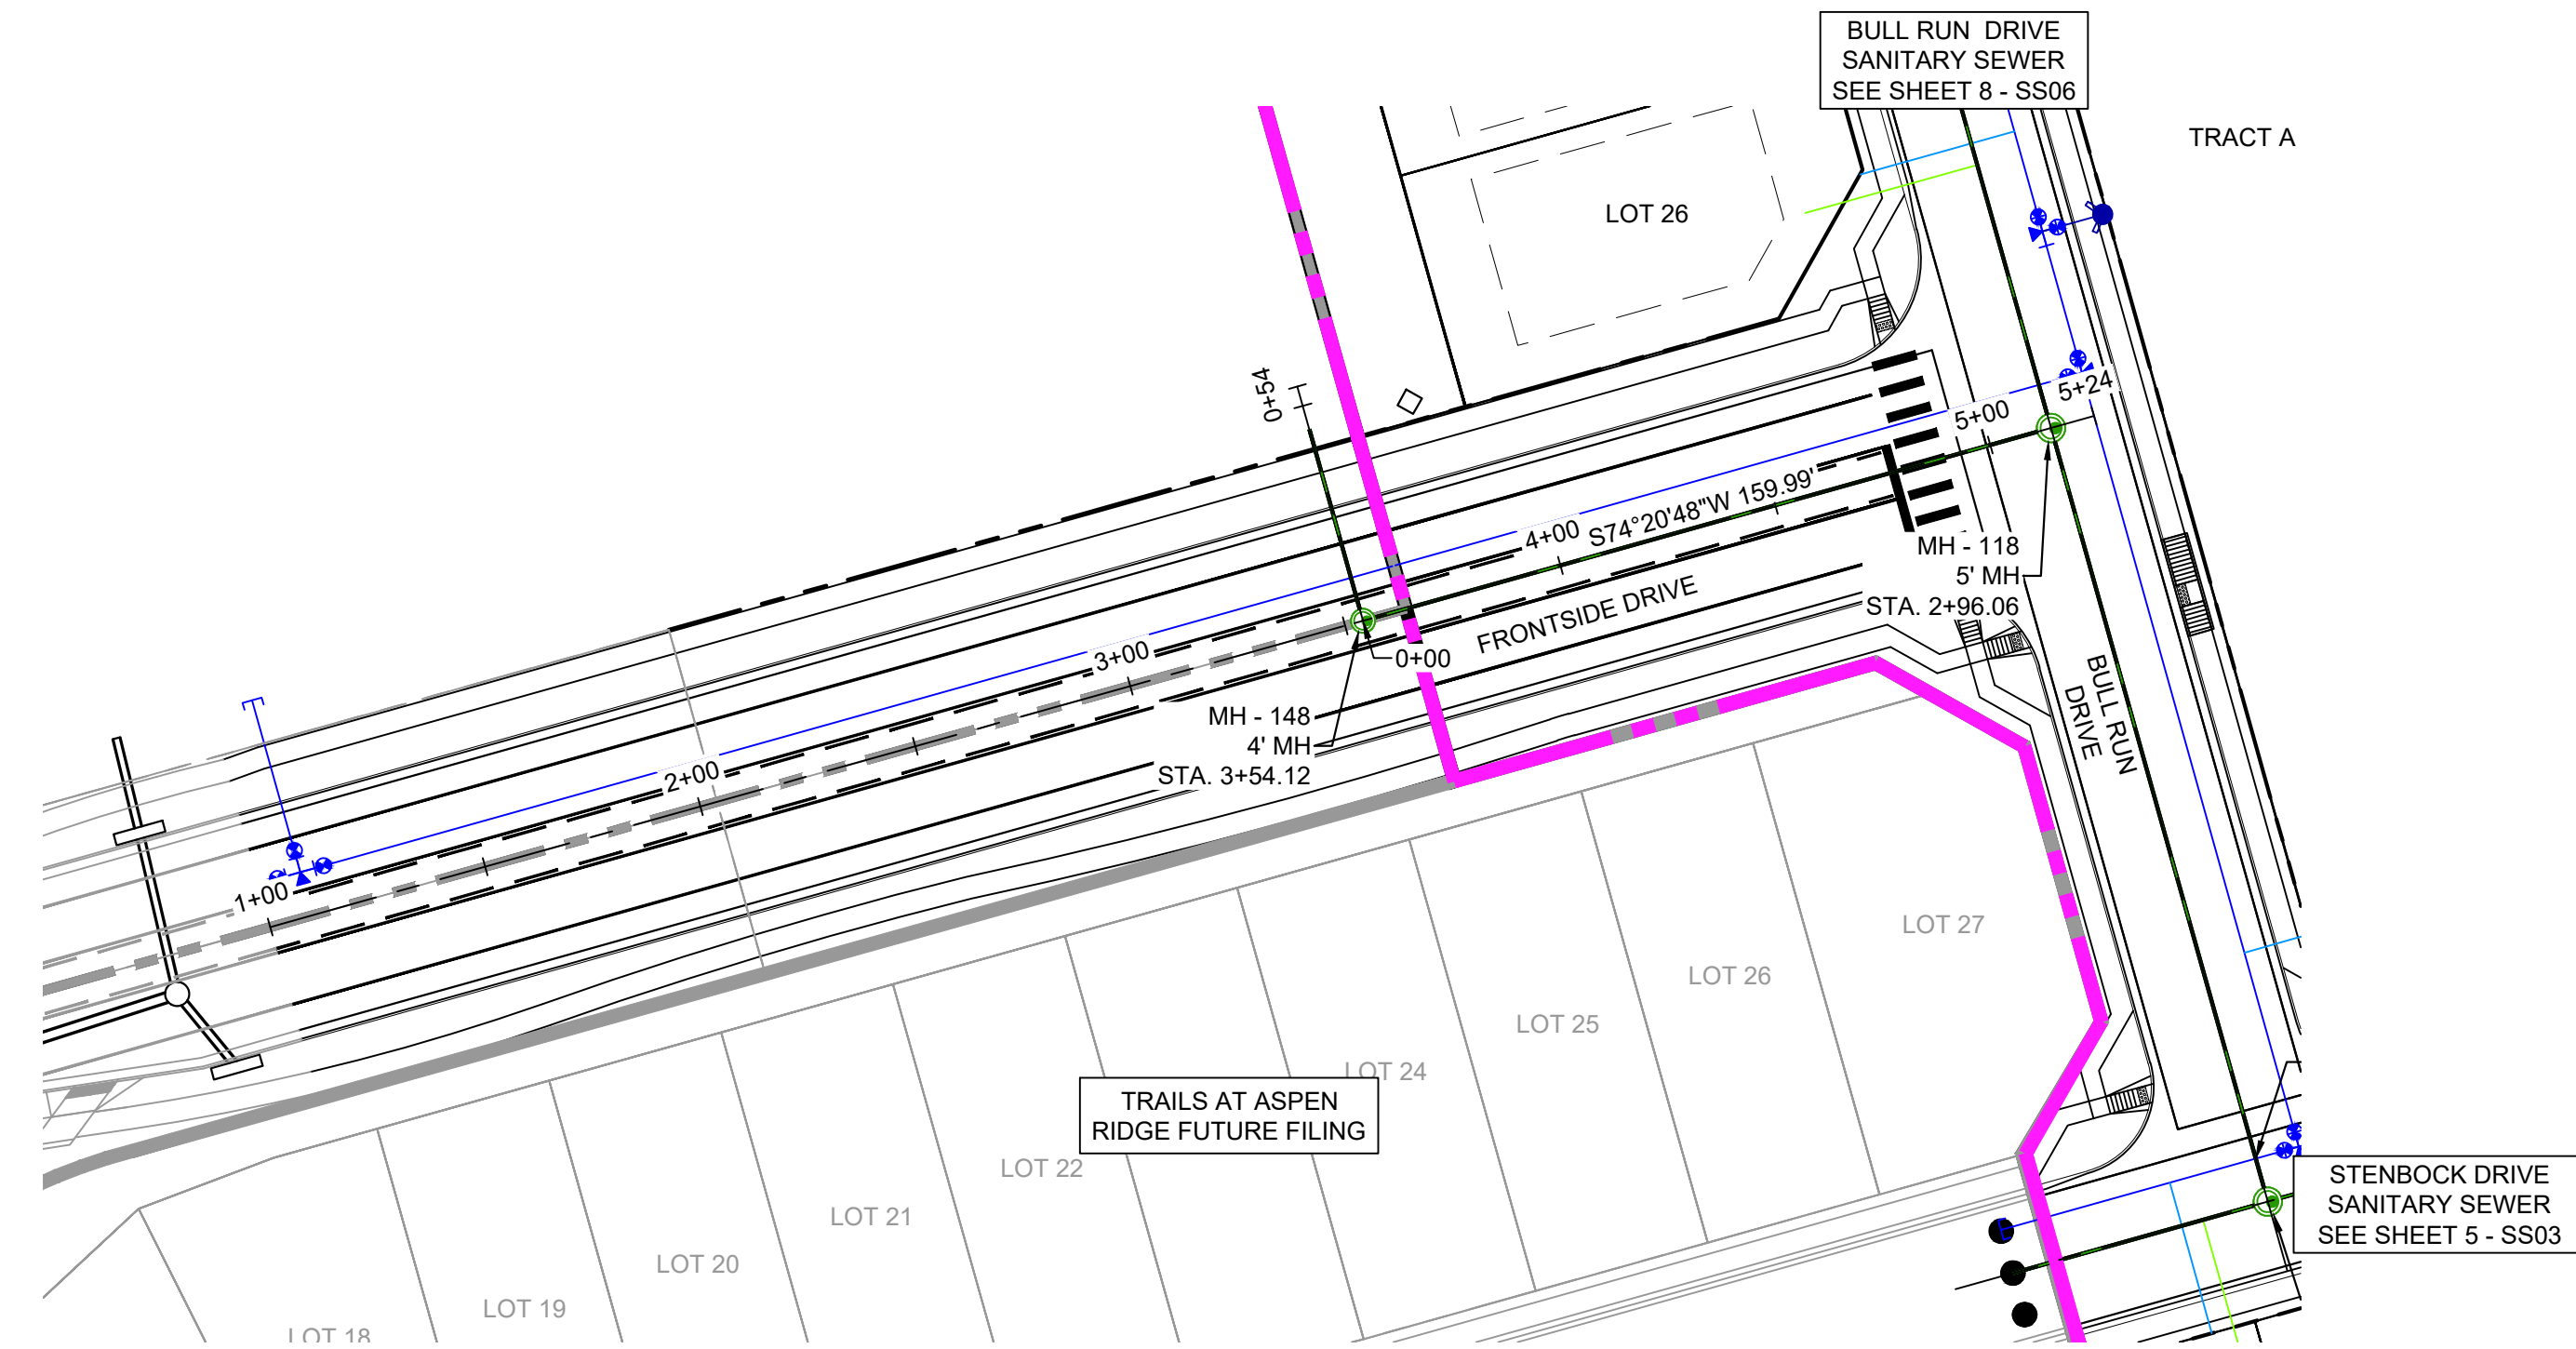 BULL RUN DRIVE
SANITARY SEWER
SEE SHEET 8 - SS06
TRACT A
LOT 26
0+54
5+24
5+00
S74°20'48"W 159.99'
4+00
MH - 118
5' MH
STA. 2+96.06
FRONTSIDE DRIVE
3+00
0+00
BULL RUN
DRIVE
MH - 148
4' MH
STA. 3+54.12
2+00
1+00
LOT 27
LOT 26
LOT 25
LOT 24
TRAILS AT ASPEN
RIDGE FUTURE FILING
LOT 22
LOT 21
LOT 20
LOT 19
LOT 18
STENBOCK DRIVE
SANITARY SEWER
SEE SHEET 5 - SS03